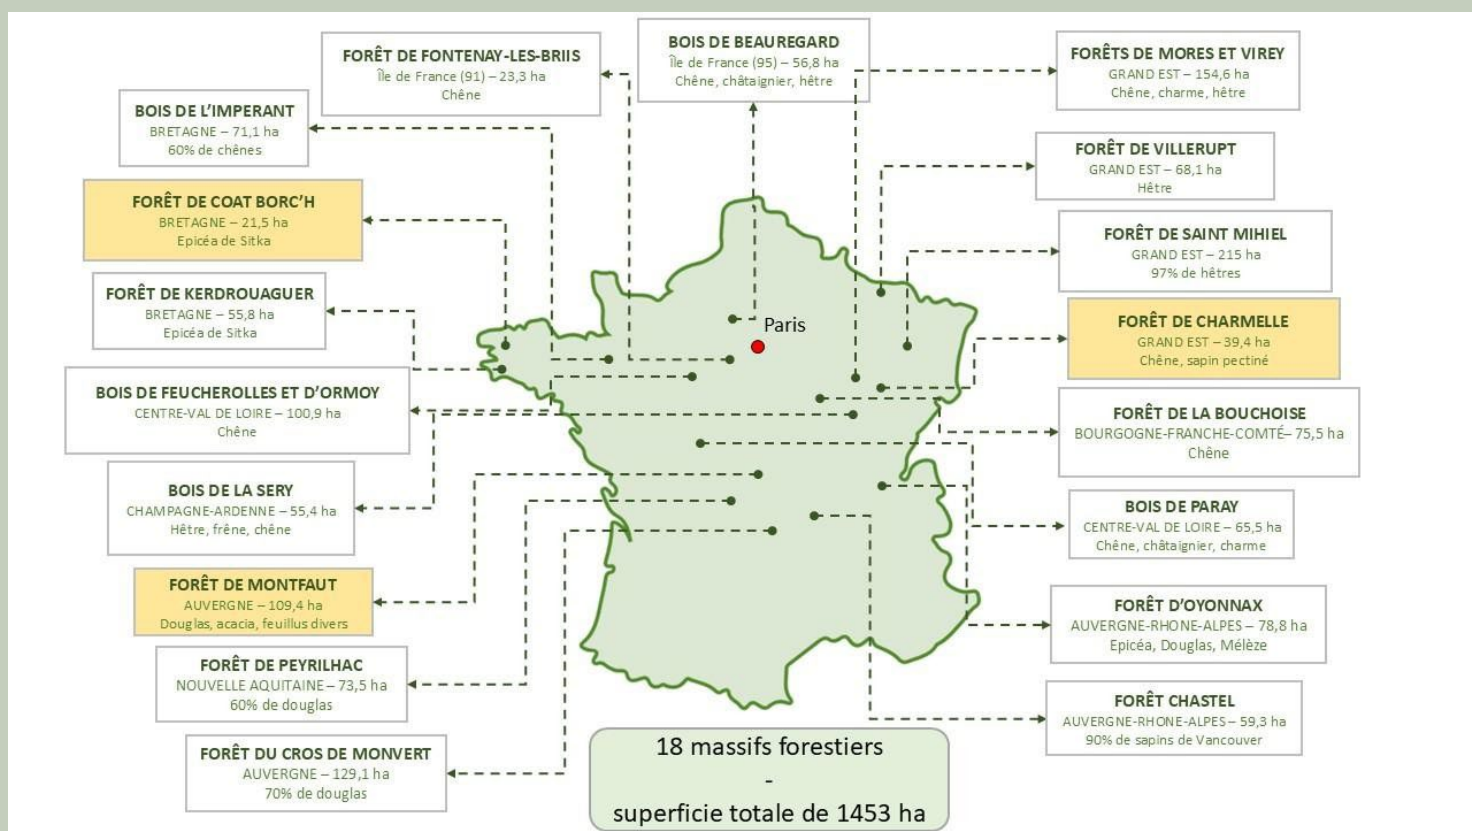 FORÊT DE FONTENAY-LES-BRIIS
Île de France (91) – 23,3 ha
Chêne
BOIS DE BEAUREGARD
Île de France (95) – 56,8 ha
Chêne, châtaignier, hêtre
FORÊTS DE MORES ET VIREY
GRAND EST – 154,6 ha
Chêne, charme, hêtre
BOIS DE L’IMPERANT
BRETAGNE – 71,1 ha
60% de chênes
FORÊT DE VILLERUPT
GRAND EST – 68,1 ha
Hêtre
FORÊT DE COAT BORC’H
BRETAGNE – 21,5 ha
Epicéa de Sitka
FORÊT DE SAINT MIHIEL
GRAND EST – 215 ha
97% de hêtres
FORÊT DE KERDROUAGUER
BRETAGNE – 55,8 ha
Epicéa de Sitka
Paris
FORÊT DE CHARMELLE
GRAND EST – 39,4 ha
Chêne, sapin pectiné
BOIS DE FEUCHEROLLES ET D’ORMOY
CENTRE-VAL DE LOIRE – 100,9 ha
Chêne
FORÊT DE LA BOUCHOISE
BOURGOGNE-FRANCHE-COMTÉ– 75,5 ha
Chêne
BOIS DE LA SERY
CHAMPAGNE-ARDENNE – 55,4 ha
Hêtre, frêne, chêne
BOIS DE PARAY
CENTRE-VAL DE LOIRE – 65,5 ha
Chêne, châtaignier, charme
FORÊT DE MONTFAUT
AUVERGNE – 109,4 ha
Douglas, acacia, feuillus divers
FORÊT D’OYONNAX
AUVERGNE-RHONE-ALPES – 78,8 ha
Epicéa, Douglas, Mélèze
FORÊT DE PEYRILHAC
NOUVELLE AQUITAINE – 73,5 ha
60% de douglas
FORÊT CHASTEL
AUVERGNE-RHONE-ALPES – 59,3 ha
90% de sapins de Vancouver
FORÊT DU CROS DE MONVERT
AUVERGNE – 129,1 ha
70% de douglas
18 massifs forestiers
-
superficie totale de 1453 ha